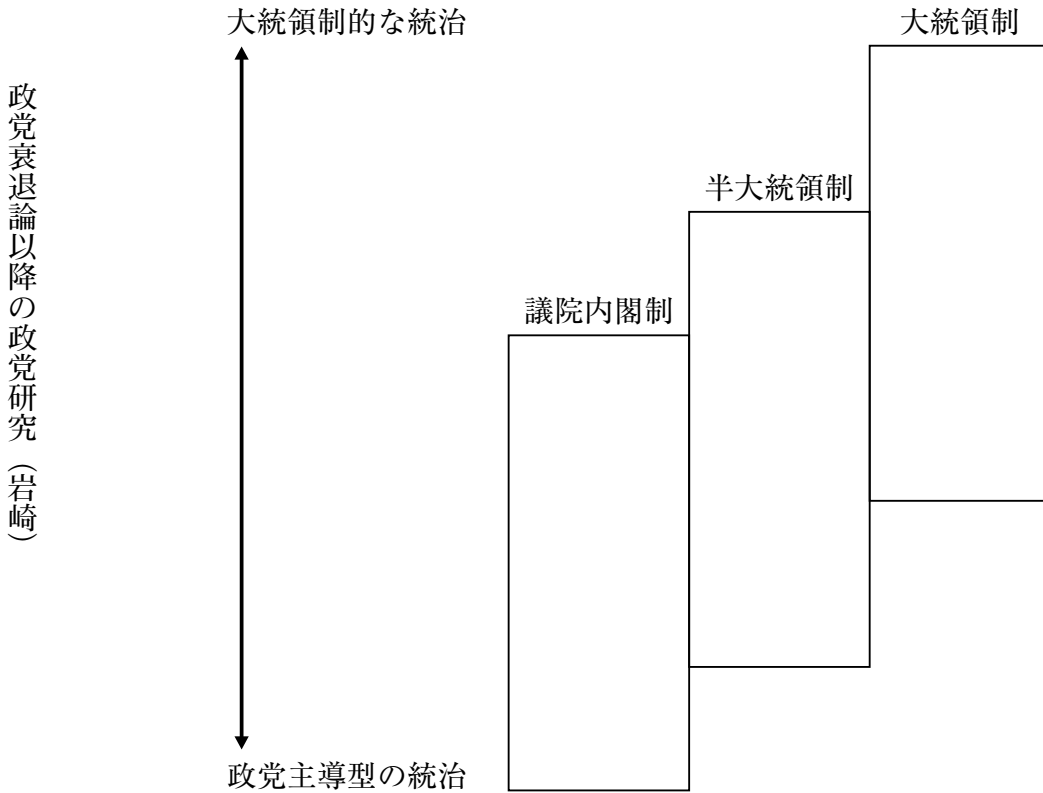 政党衰退論以降の政党研究（岩崎）
大統領制的な統治
大統領制
半大統領制
議院内閣制
政党主導型の統治